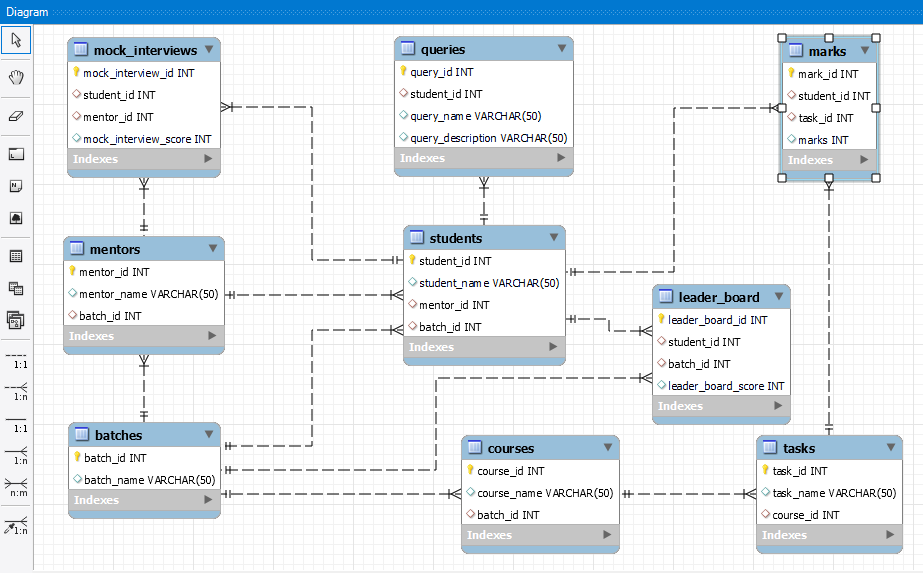 Diagram
mock_interviews
mock_interview_id INT
student_id INT
mentor_id INT
mock_interview_score INT
Indexes
queries
query_id INT
student_id INT
query_name VARCHAR(50)
query_description VARCHAR(50)
Indexes
marks
mark_id INT
student_id INT
task_id INT
marks INT
Indexes
mentors
mentor_id INT
mentor_name VARCHAR(50)
batch_id INT
Indexes
students
student_id INT
student_name VARCHAR(50)
mentor_id INT
batch_id INT
Indexes
leader_board
leader_board_id INT
student_id INT
batch_id INT
leader_board_score INT
Indexes
batches
batch_id INT
batch_name VARCHAR(50)
Indexes
courses
course_id INT
course_name VARCHAR(50)
batch_id INT
Indexes
tasks
task_id INT
task_name VARCHAR(50)
course_id INT
Indexes
1:1
1:n
1:1
1:n
n:m
1:n